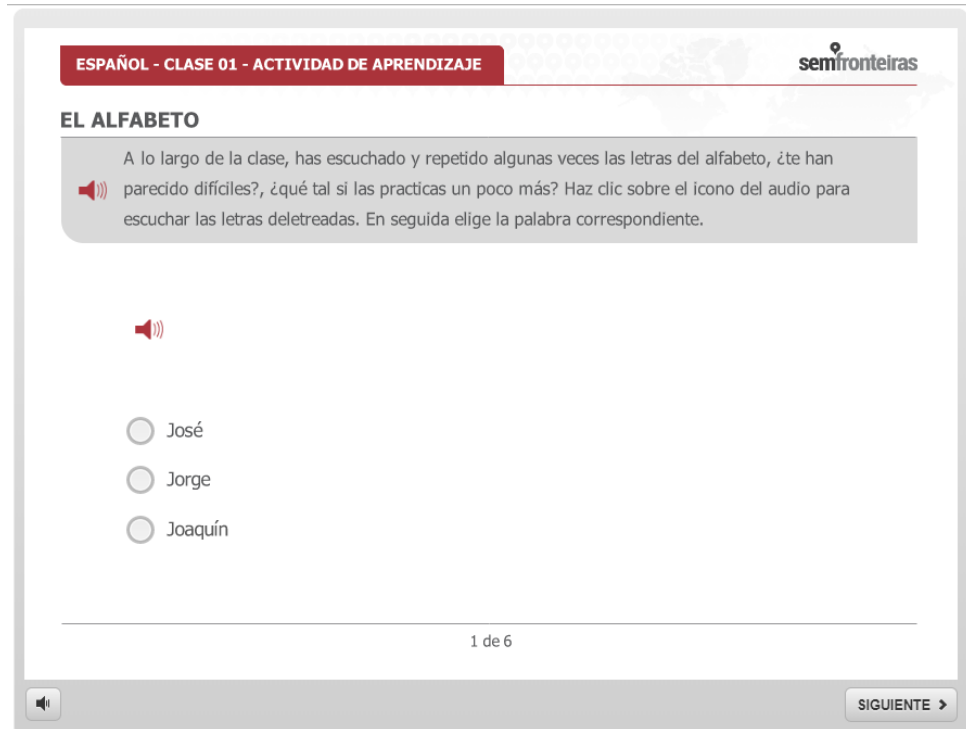 ESPAÑOL - CLASE 01 - ACTIVIDAD DE APRENDIZAJE
semfronteiras
EL ALFABETO
A lo largo de la clase, has escuchado y repetido algunas veces las letras del alfabeto, ¿te han
parecido difíciles?, ¿qué tal si las practicas un poco más? Haz clic sobre el icono del audio para
escuchar las letras deletreadas. En seguida elige la palabra correspondiente.
José
Jorge
Joaquín
1 de 6
SIGUIENTE